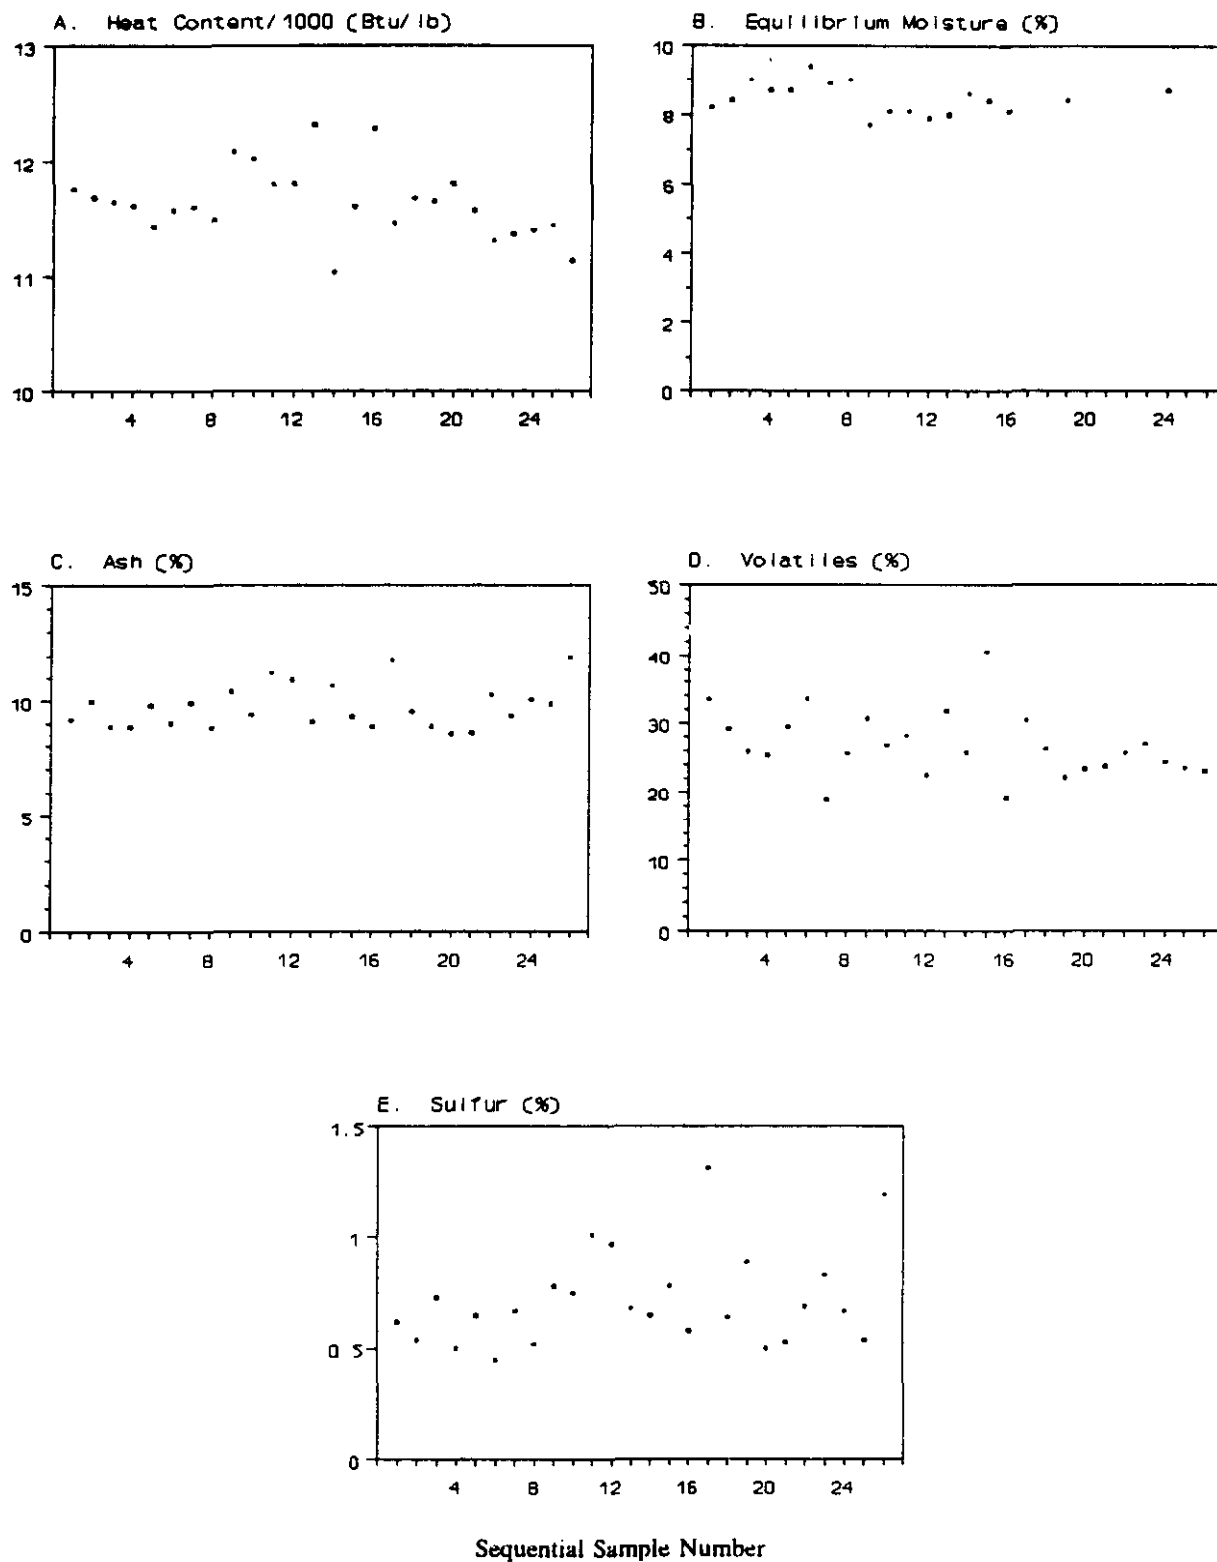 A. Heat Content/1000 (Btu/lb)
13
12
11
10
4 8 12 16 20 24
B. Equilibrium Moisture (%)
10
8
6
4
2
0
4 8 12 16 20 24
C. Ash (%)
15
10
5
0
4 8 12 16 20 24
D. Volatiles (%)
50
40
30
20
10
0
4 8 12 16 20 24
E. Sulfur (%)
1.5
1
0 5
0
4 8 12 16 20 24
Sequential Sample Number